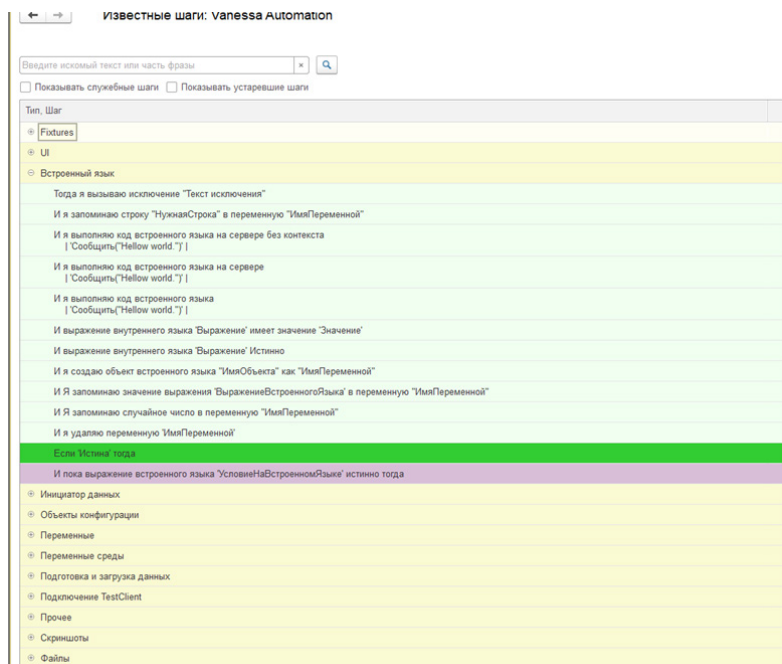 Известные шаги: Vanessa Automation
Введите искомый текст или часть фразы
Показывать служебные шаги Показывать устаревшие шаги
Тип, Шаг
Fixtures
UI
Встроенный язык
Тогда я вызываю исключение "Текст исключения"
И я запоминаю строку "НужнаяСтрока" в переменную "ИмяПеременной"
И я выполняю код встроенного языка на сервере без контекста
| 'Сообщить("Hellow world.")' |
И я выполняю код встроенного языка на сервере
| 'Сообщить("Hellow world.")' |
И я выполняю код встроенного языка
| 'Сообщить("Hellow world.")' |
И выражение внутреннего языка 'Выражение' имеет значение 'Значение'
И выражение внутреннего языка 'Выражение' Истинно
И я создаю объект встроенного языка "ИмяОбъекта" как "ИмяПеременной"
И Я запоминаю значение выражения 'ВыражениеВстроенногоЯзыка' в переменную "ИмяПеременной"
И Я запоминаю случайное число в переменную "ИмяПеременной"
И я удаляю переменную 'ИмяПеременной'
Если 'Истина' тогда
И пока выражение встроенного языка 'УсловиеНаВстроенномЯзыке' истинно тогда
Инициатор данных
Объекты конфигурации
Переменные
Переменные среды
Подготовка и загрузка данных
Подключение TestClient
Прочее
Скриншоты
Файлы